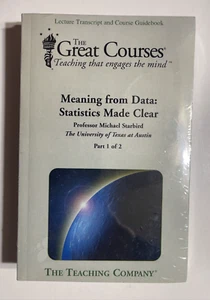 Lecture Transcript and Course Guidebook
THE
Great Courses®
Teaching that engages the mind™
Meaning from Data:
Statistics Made Clear
Professor Michael Starbird
The University of Texas at Austin
Part 1 of 2
THE TEACHING COMPANY®